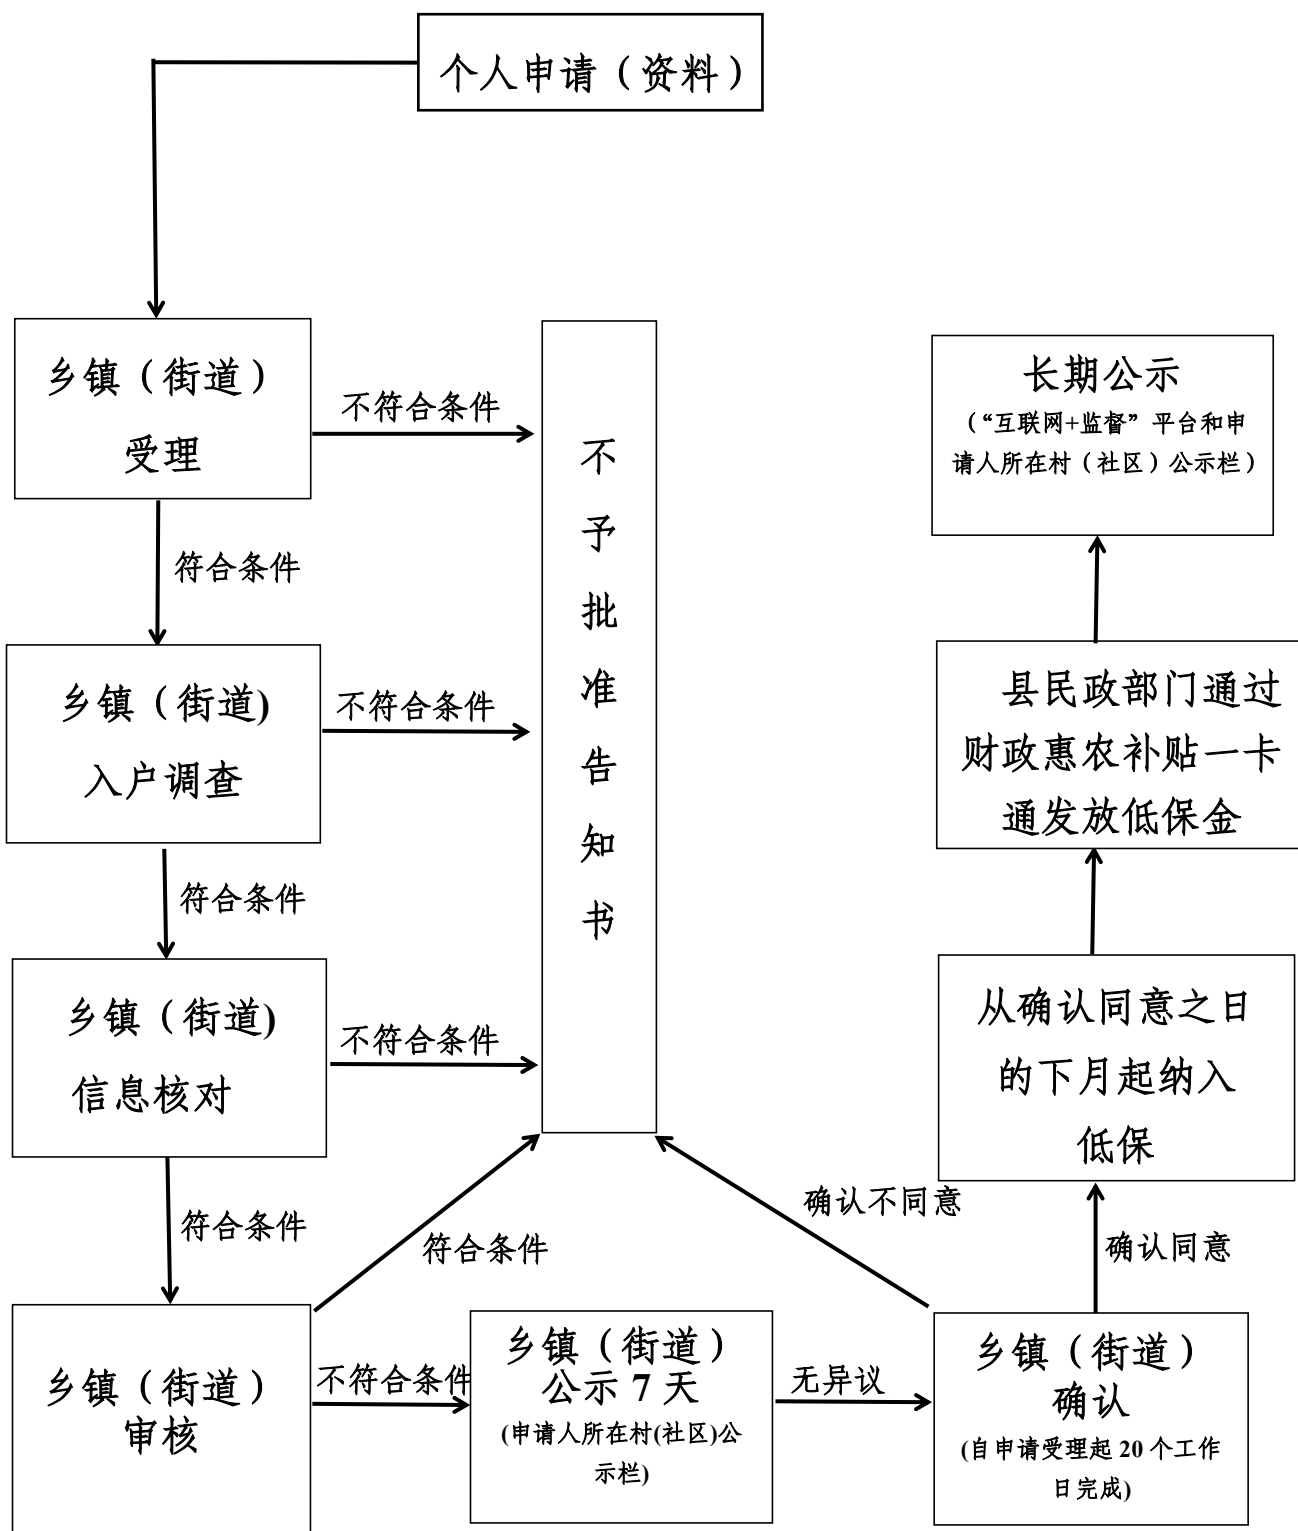 个人申请（资料）
乡镇（街道）
受理
不符合条件
符合条件
乡镇（街道)
入户调查
不符合条件
符合条件
乡镇（街道)
信息核对
不符合条件
符合条件
乡镇（街道）
审核
符合条件
不符合条件
不
予
批
准
告
知
书
乡镇（街道）
公示 7 天
(申请人所在村(社区)公
示栏)
无异议
乡镇（街道）
确认
(自申请受理起 20 个工作
日完成)
确认不同意
确认同意
从确认同意之日
的下月起纳入
低保
县民政部门通过
财政惠农补贴一卡
通发放低保金
长期公示
（“互联网+监督”平台和申
请人所在村（社区）公示栏）